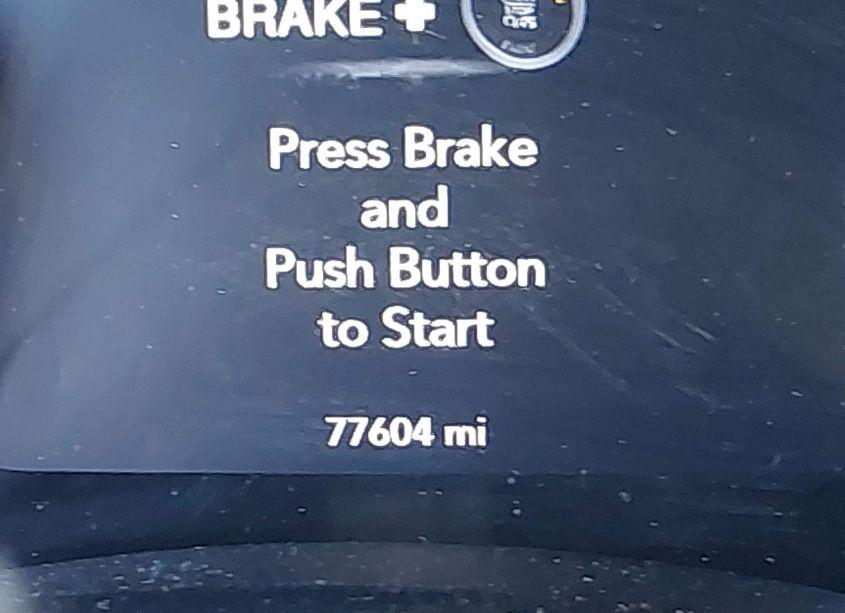 BRAKE +
Press Brake
and
Push Button
to Start
77604 mi